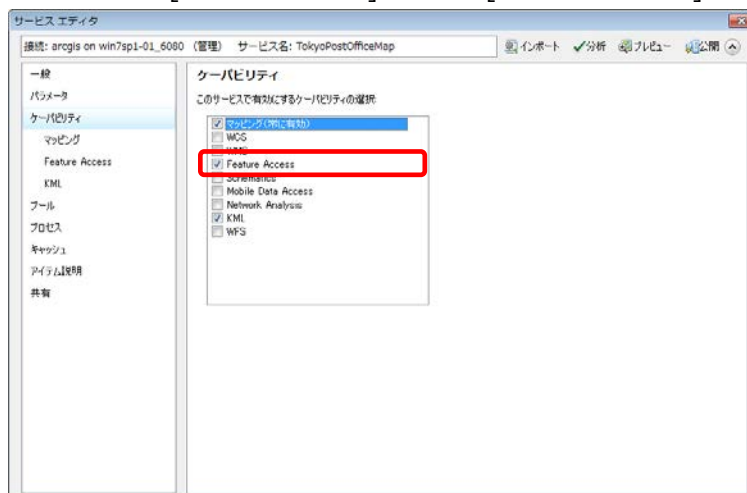 サービス エディタ
接続: arcgis on win7sp1-01_6080 （管理） サービス名: TokyoPostOfficeMap
インポート 分析 プレビュー 公開
一般
パラメータ
ケーパビリティ
マッピング
Feature Access
KML
プール
プロセス
キャッシュ
アイテム説明
共有
ケーパビリティ
このサービスで有効にするケーパビリティの選択
マッピング(常に有効)
WCS
WMS
Feature Access
Schematics
Mobile Data Access
Network Analysis
KML
WFS